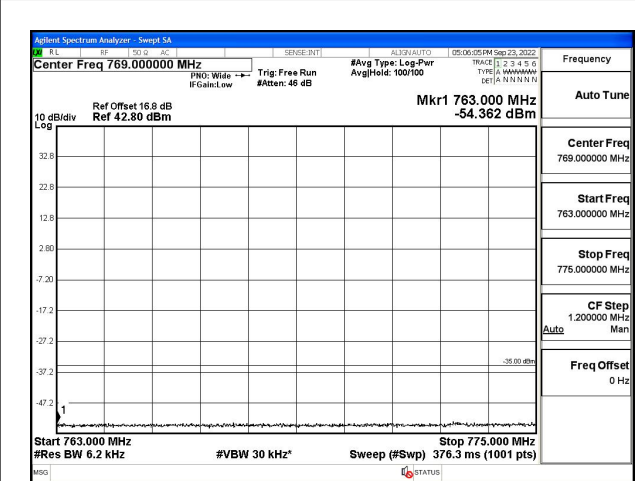 Agilent Spectrum Analyzer - Swept SA
RL RF 50 Ω AC SENSE:INT ALIGN AUTO 05:06:05 PM Sep 23, 2022
Center Freq 769.000000 MHz
PNO: Wide
IFGain:Low
Trig: Free Run
#Atten: 46 dB
#Avg Type: Log-Pwr
Avg|Hold: 100/100
TRACE 1 2 3 4 5 6
TYPE A WWWWW
DET A N N N N N
Mkr1 763.000 MHz
-54.362 dBm
Ref Offset 16.8 dB
10 dB/div Ref 42.80 dBm
Log
32.8
22.8
12.8
2.80
-7.20
-17.2
-27.2
-35.00 dBm
-37.2
-47.2
1
Start 763.000 MHz Stop 775.000 MHz
#Res BW 6.2 kHz #VBW 30 kHz* Sweep (#Swp) 376.3 ms (1001 pts)
MSG STATUS
Frequency
Auto Tune
Center Freq
769.000000 MHz
Start Freq
763.000000 MHz
Stop Freq
775.000000 MHz
CF Step
1.200000 MHz
Auto Man
Freq Offset
0 Hz